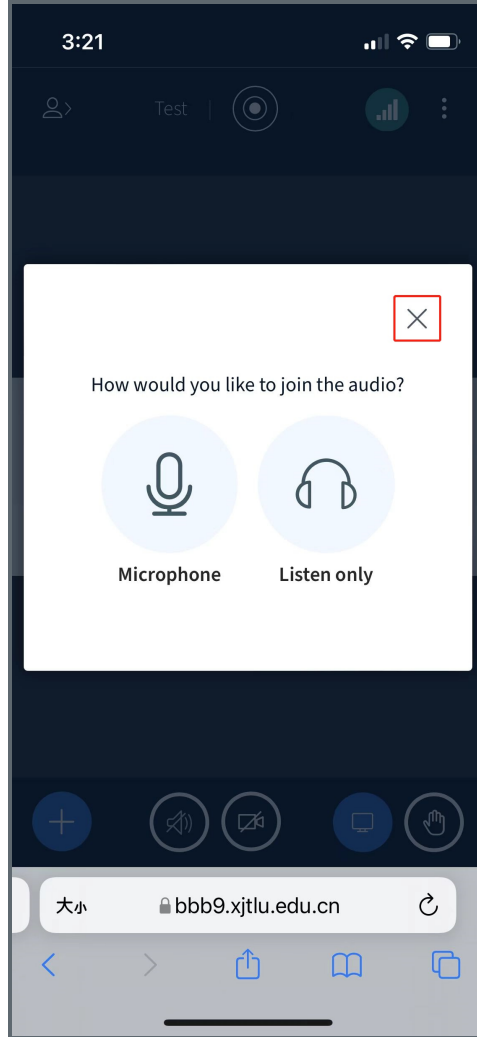 3:21
Test
How would you like to join the audio?
Microphone Listen only
大小 bbb9.xjtlu.edu.cn